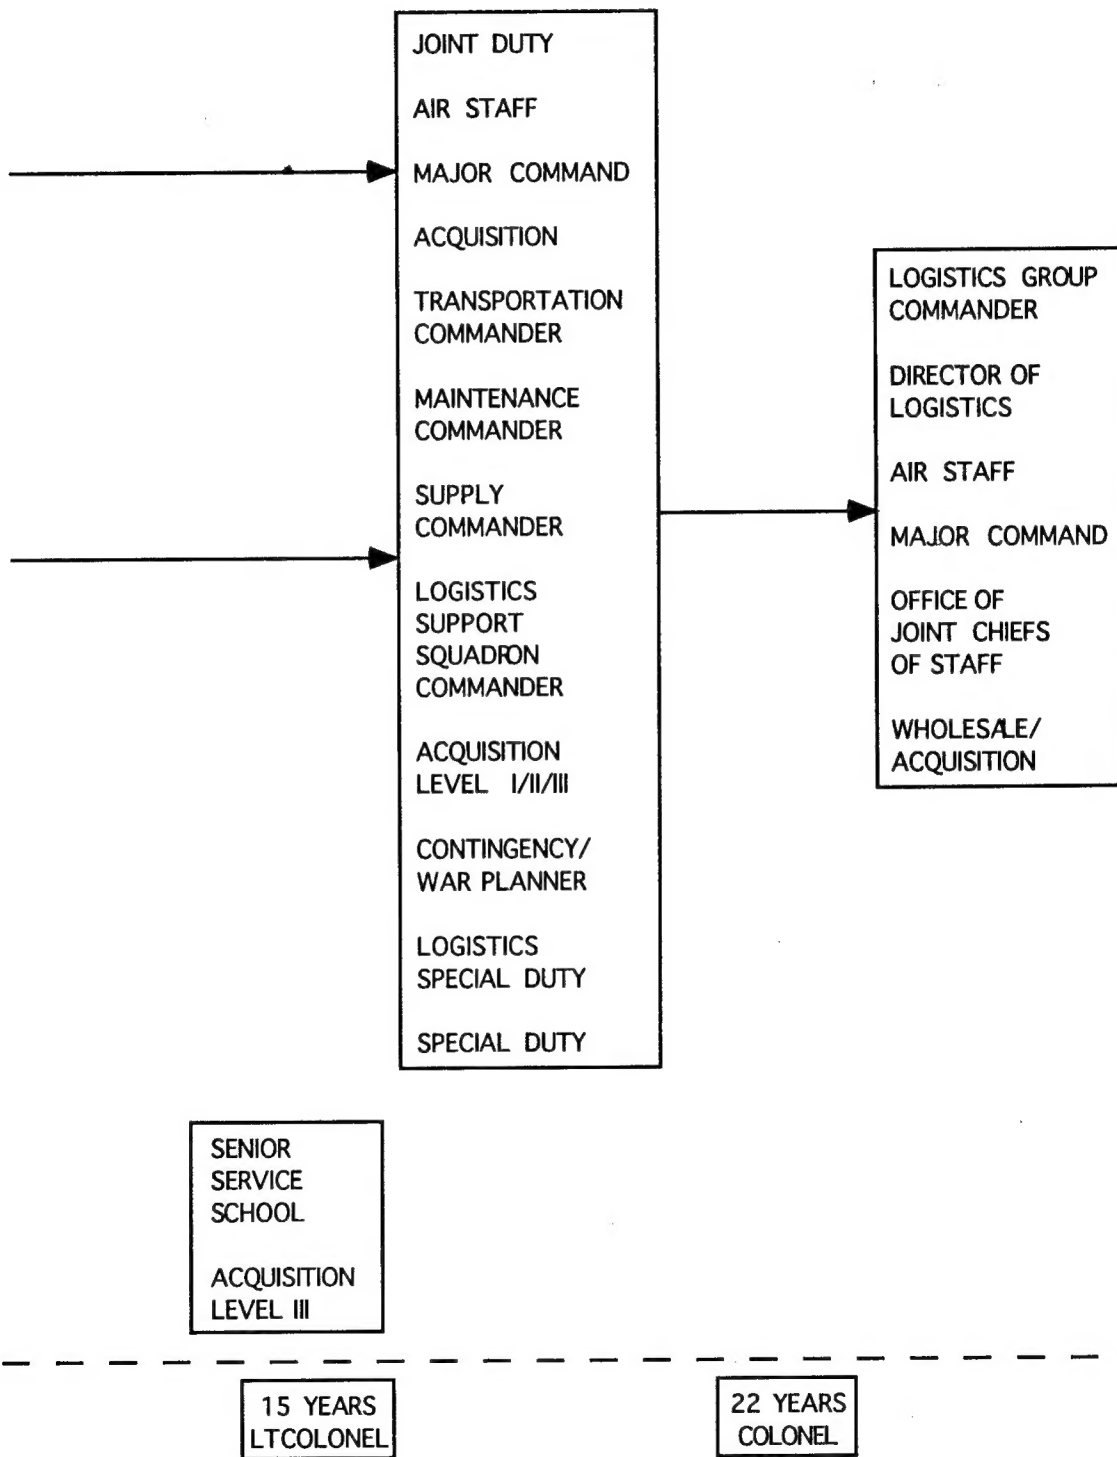 JOINT DUTY
AIR STAFF
MAJOR COMMAND
ACQUISITION
TRANSPORTATION
COMMANDER
MAINTENANCE
COMMANDER
SUPPLY
COMMANDER
LOGISTICS
SUPPORT
SQUADRON
COMMANDER
ACQUISITION
LEVEL I/II/III
CONTINGENCY/
WAR PLANNER
LOGISTICS
SPECIAL DUTY
SPECIAL DUTY
LOGISTICS GROUP
COMMANDER
DIRECTOR OF
LOGISTICS
AIR STAFF
MAJOR COMMAND
OFFICE OF
JOINT CHIEFS
OF STAFF
WHOLESALE/
ACQUISITION
SENIOR
SERVICE
SCHOOL
ACQUISITION
LEVEL III
15 YEARS
LTCOLONEL
22 YEARS
COLONEL